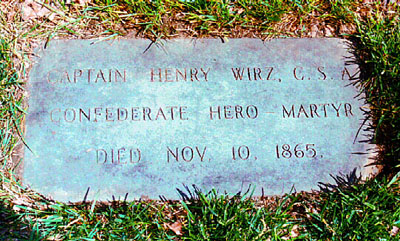 CAPTAIN HENRY WIRZ, C.S.A.
CONFEDERATE HERO-MARTYR
DIED NOV. 10, 1865.